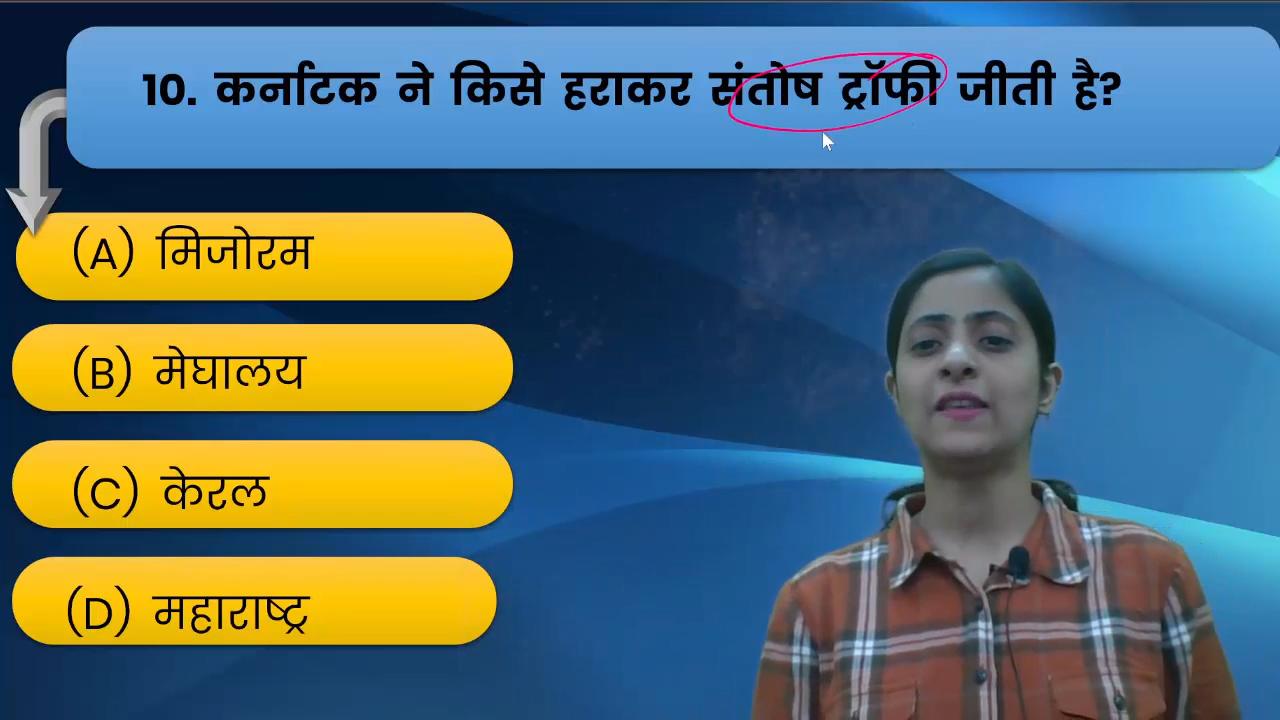 10. कर्नाटक ने किसे हराकर संतोष ट्रॉफी जीती है?
(A) मिजोरम
(B) मेघालय
(C) केरल
(D) महाराष्ट्र